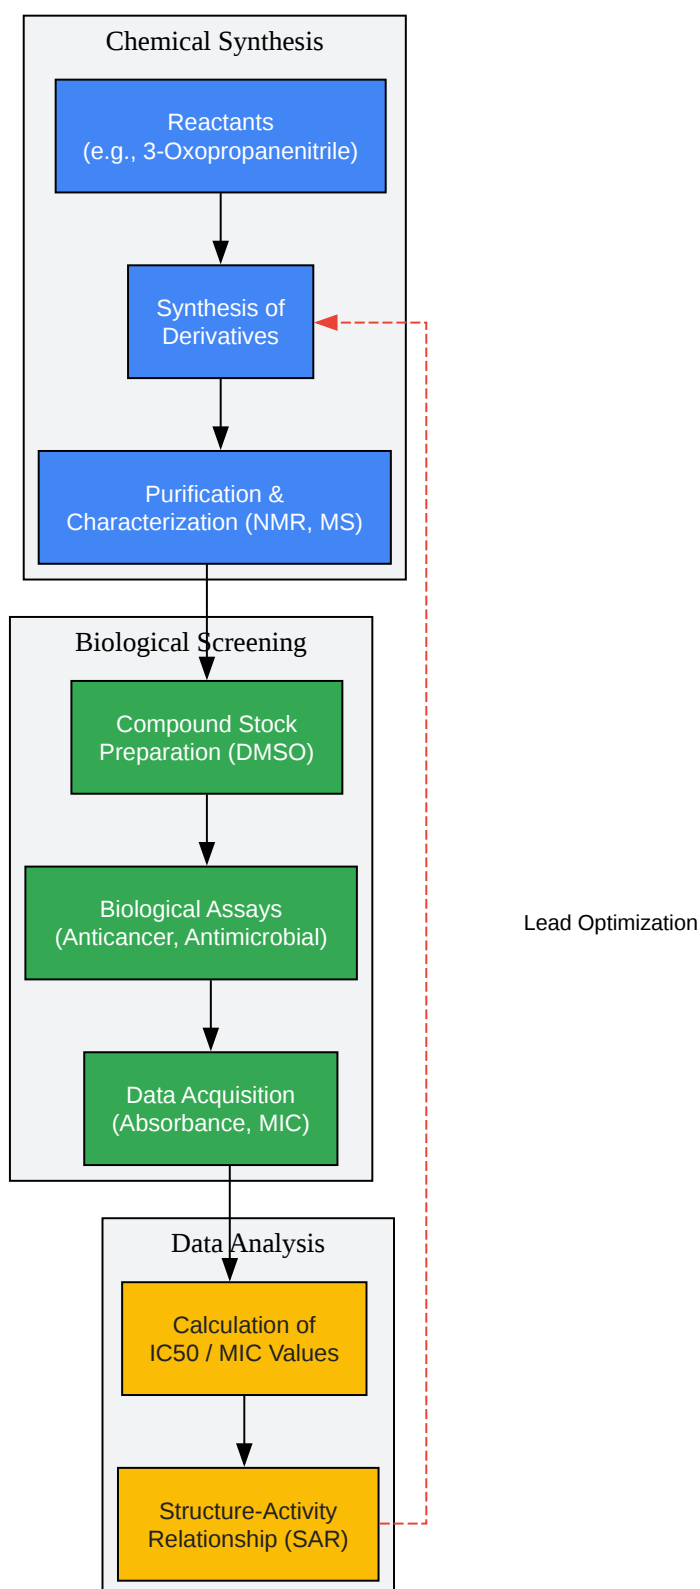 Chemical Synthesis
Reactants
(e.g., 3-Oxopropanenitrile)
Synthesis of
Derivatives
Purification &
Characterization (NMR, MS)
Biological Screening
Compound Stock
Preparation (DMSO)
Biological Assays
(Anticancer, Antimicrobial)
Lead Optimization
Data Acquisition
(Absorbance, MIC)
Data Analysis
Calculation of
IC50 / MIC Values
Structure-Activity
Relationship (SAR)